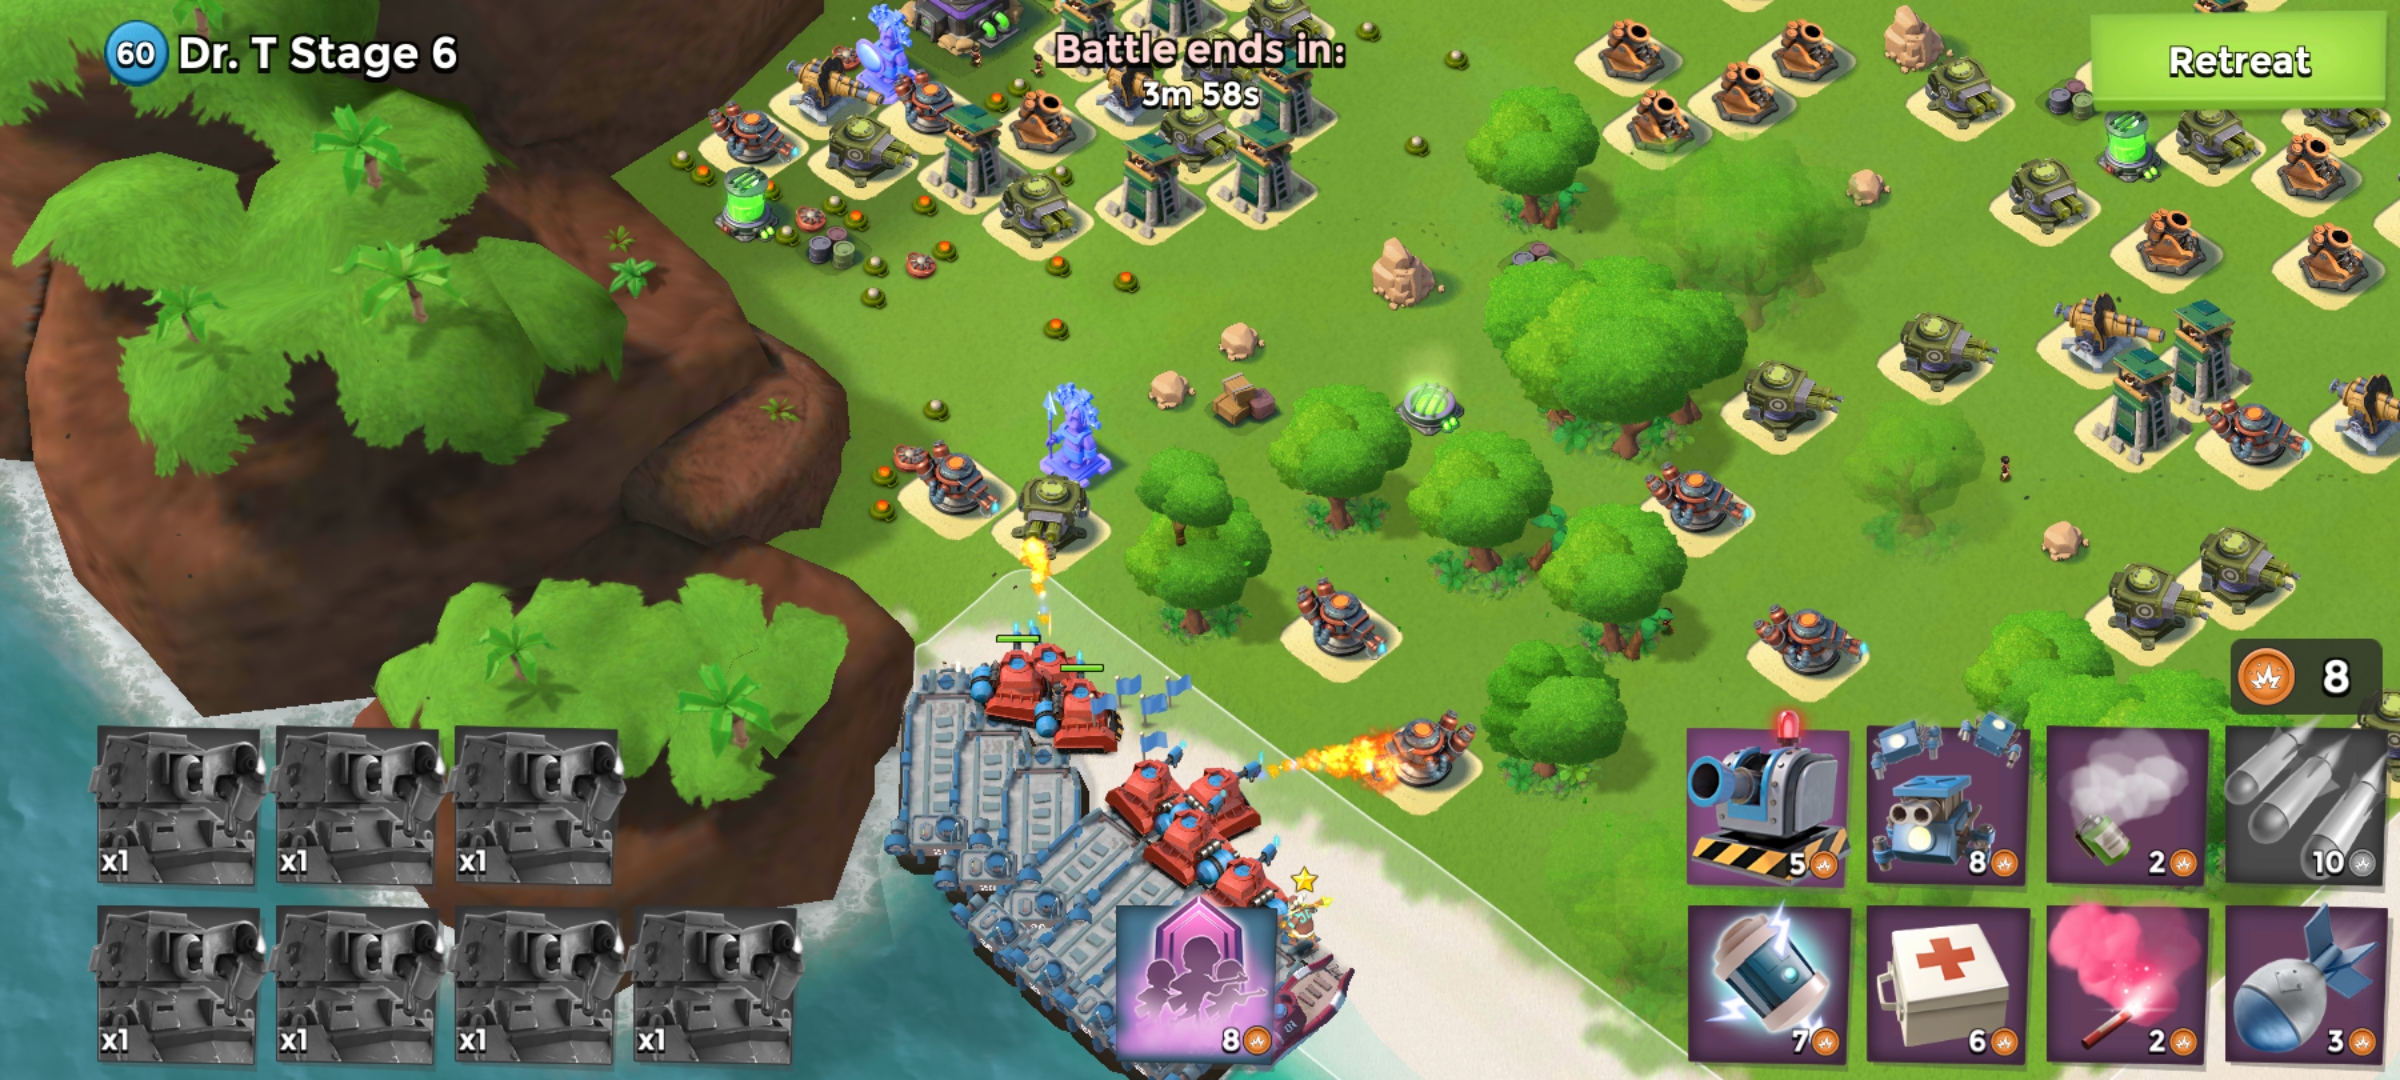 60 Dr. T Stage 6
Battle ends in:
3m 58s
Retreat
8
x1 x1 x1
5 8 2 10
x1 x1 x1 x1
8
7 6 2 3